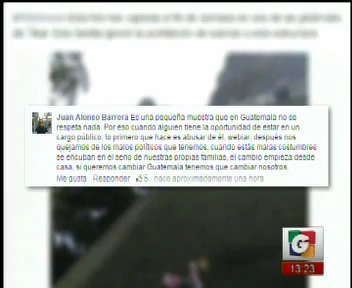 Juan Alonso Barrera Es una pequeña muestra que en Guatemala no se
respeta nada. Por eso cuando alguien tiene la oportunidad de estar en un
cargo público, lo primero que hace es abusar de él, webiar, después nos
quejamos de los malos políticos que tenemos, cuando estás malas costumbres
se encuban en el seno de nuestras propias familias, el cambio empieza desde
casa, si queremos cambiar Guatemala tenemos que cambiar nosotros.
Me gusta Responder 5 hace aproximadamente una hora
G
13:23